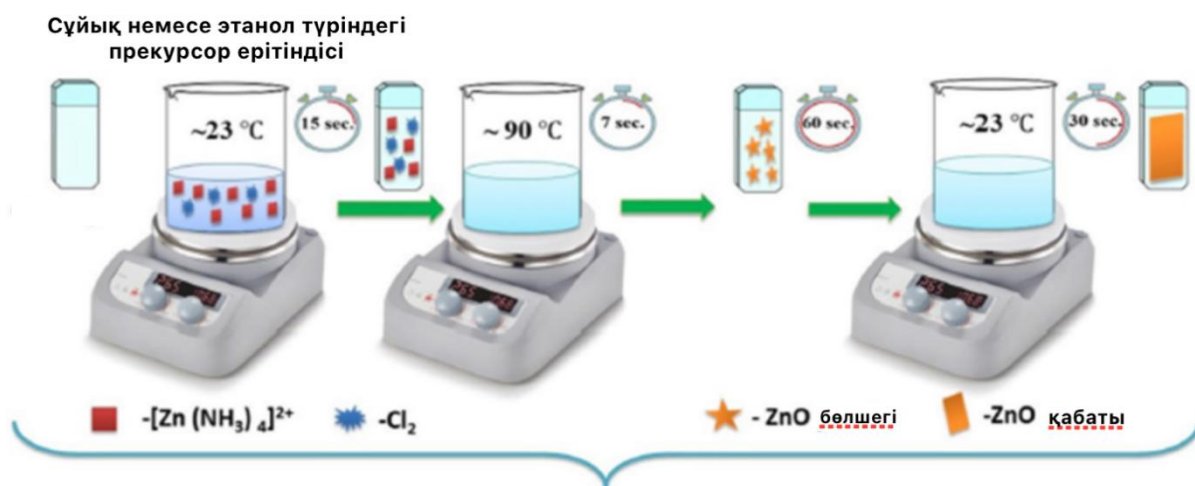 Сұйық немесе этанол түріндегі
прекурсор ерітіндісі
~23 °C
15 sec.
~ 90 °C
7 sec.
60 sec.
~23 °C
30 sec.
-[Zn (NH₃) ₄]²⁺
-Cl₂
- ZnO бөлшегі
-ZnO қабаты